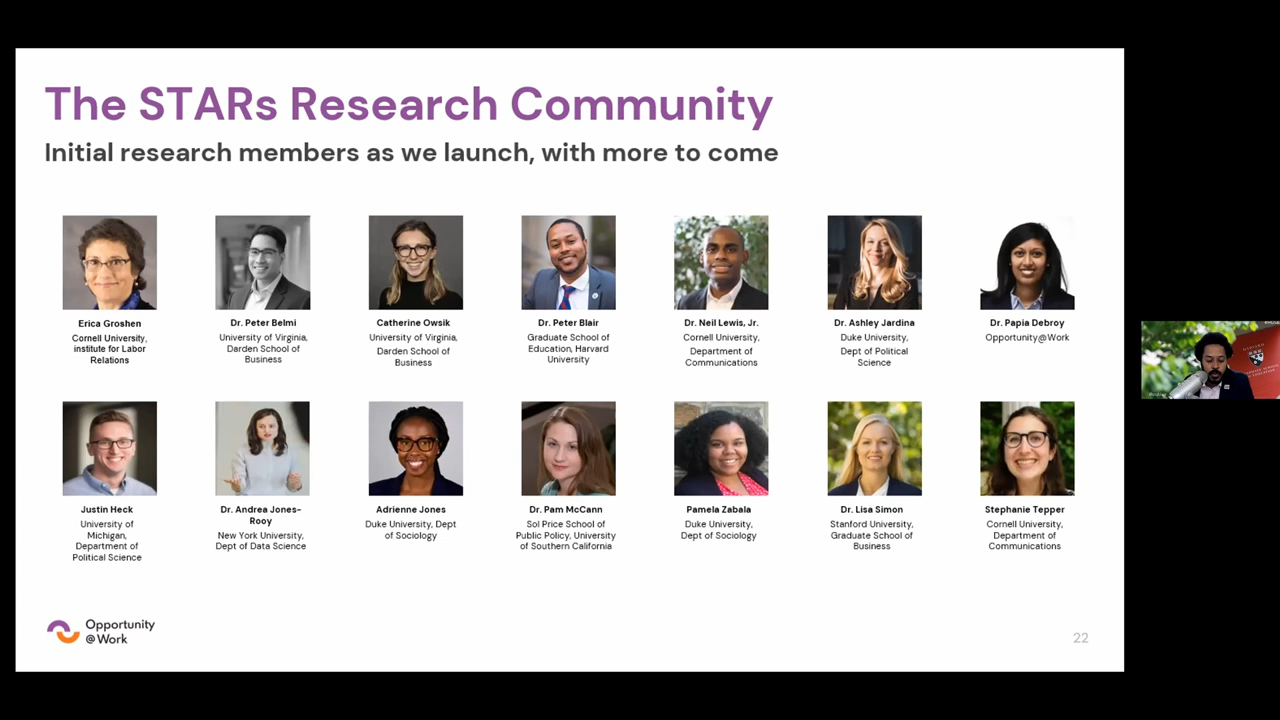 The STARs Research Community
Initial research members as we launch, with more to come
Erica Groshen
Cornell University,
institute for Labor
Relations
Dr. Peter Belmi
University of Virginia,
Darden School of
Business
Catherine Owsik
University of Virginia,
Darden School of
Business
Dr. Peter Blair
Graduate School of
Education, Harvard
University
Dr. Neil Lewis, Jr.
Cornell University,
Department of
Communications
Dr. Ashley Jardina
Duke University,
Dept of Political
Science
Dr. Papia Debroy
Opportunity@Work
Justin Heck
University of
Michigan,
Department of
Political Science
Dr. Andrea Jones-
Rooy
New York University,
Dept of Data Science
Adrienne Jones
Duke University, Dept
of Sociology
Dr. Pam McCann
Sol Price School of
Public Policy, University
of Southern California
Pamela Zabala
Duke University,
Dept of Sociology
Dr. Lisa Simon
Stanford University,
Graduate School of
Business
Stephanie Tepper
Cornell University,
Department of
Communications
Opportunity
@Work
22
HARVARD